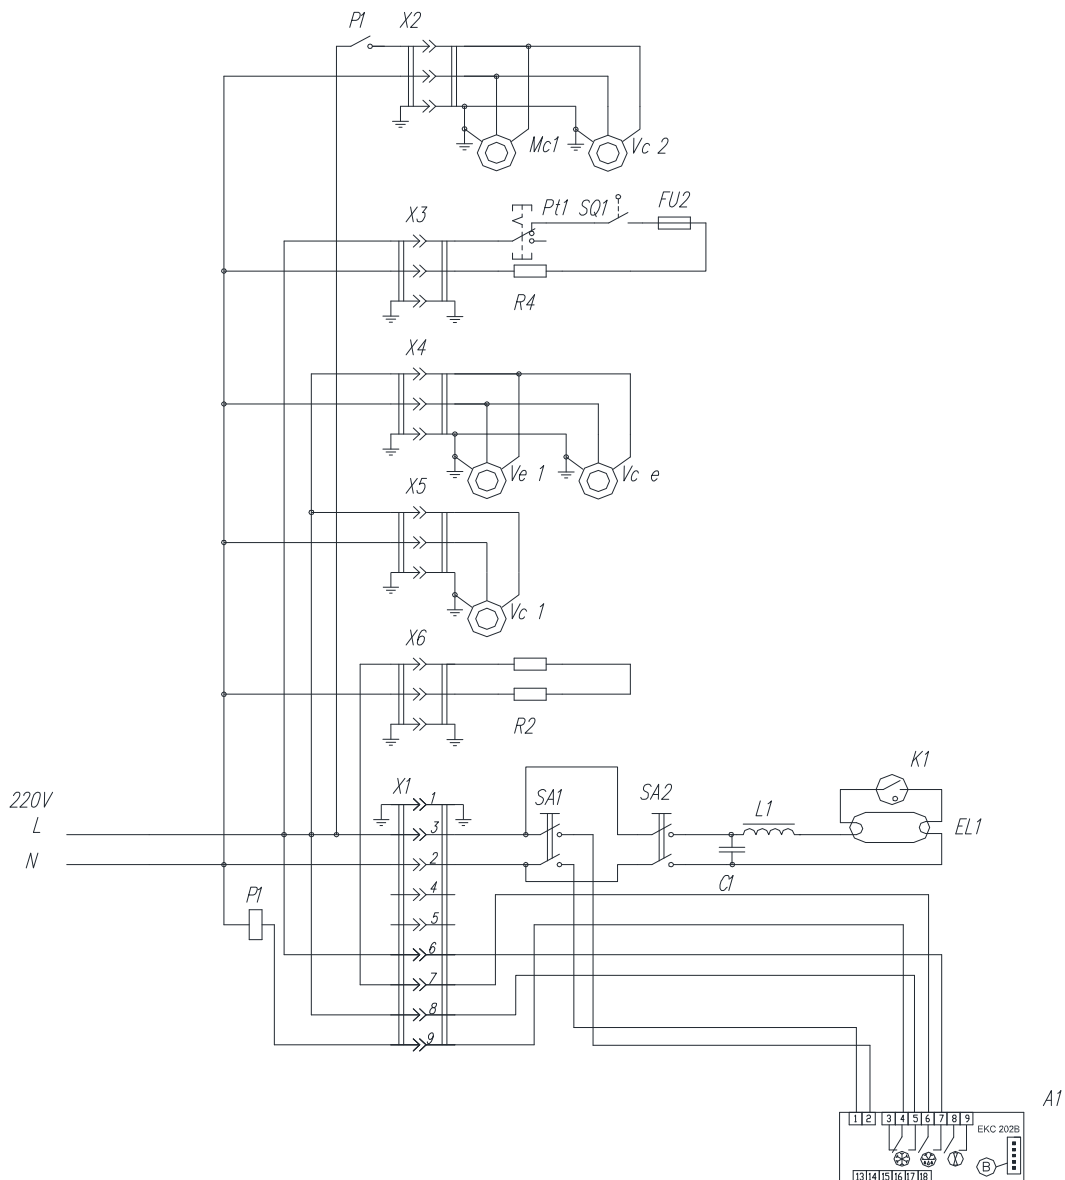 P1 X2
Mc1 Vc 2
X3 Pt1 SQ1 FU2
R4
X4
Ve 1 Vc e
X5
Vc 1
X6
R2
K1
220V X1 1 SA1 SA2 L1
L 3 EL1
N 2
P1 4 C1
5
6
7
8
9
A1
1 2 3 4 5 6 7 8 9
EKC 202B
B
13 14 15 16 17 18